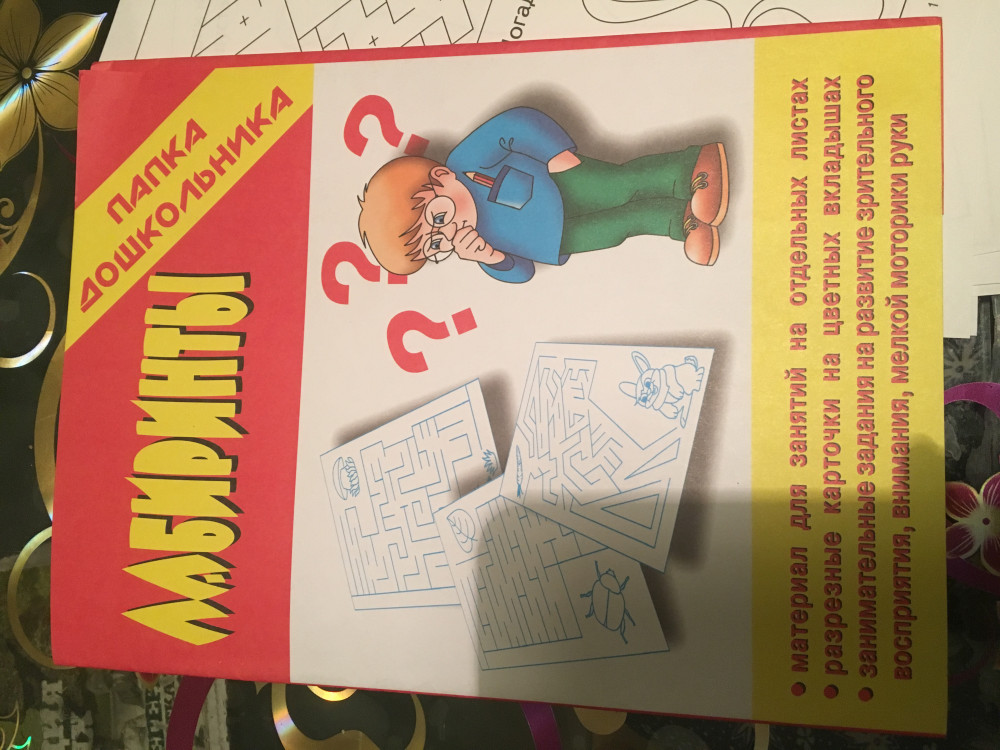 ПАПКА
ДОШКОЛЬНИКА
ЛАБИРИНТЫ
? ? ?
• материал для занятий на отдельных листах
• разрезные карточки на цветных вкладышах
• занимательные задания на развитие зрительного
восприятия, внимания, мелкой моторики руки
1